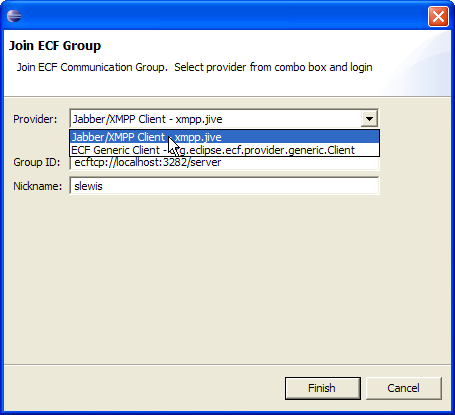 Join ECF Group
Join ECF Communication Group. Select provider from combo box and login
Provider: Jabber/XMPP Client - xmpp.jive
Jabber/XMPP Client - xmpp.jive
ECF Generic Client - .eclipse.ecf.provider.generic.Client
Group ID: ecftcp://localhost:3282/server
Nickname: slewis
Finish Cancel